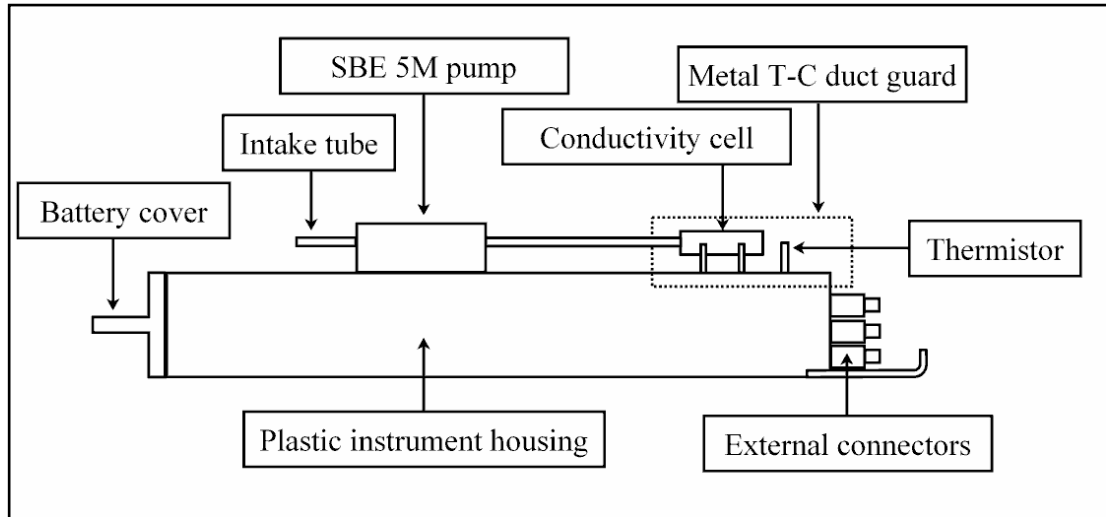 SBE 5M pump
Metal T-C duct guard
Intake tube
Conductivity cell
Battery cover
Thermistor
Plastic instrument housing
External connectors